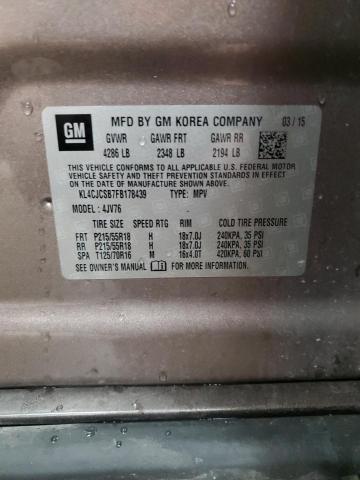 GM
MFD BY GM KOREA COMPANY 03/15
GVWR GAWR FRT GAWR RR
4286 LB 2348 LB 2194 LB
THIS VEHICLE CONFORMS TO ALL APPLICABLE U.S. FEDERAL MOTOR
VEHICLE SAFETY AND THEFT PREVENTION STANDARDS IN EFFECT ON
THE DATE OF MANUFACTURE SHOWN ABOVE.
KL4CJCSB7FB178439 TYPE: MPV
MODEL: 4JV76 -
TIRE SIZE SPEED RTG RIM COLD TIRE PRESSURE
FRT P215/55R18 H 18x7.0J 240KPA, 35 PSI
RR P215/55R18 H 18x7.0J 240KPA, 35 PSI
SPA T125/70R16 M 16x4.0T 420KPA, 60 PSI
SEE OWNER'S MANUAL FOR MORE INFORMATION